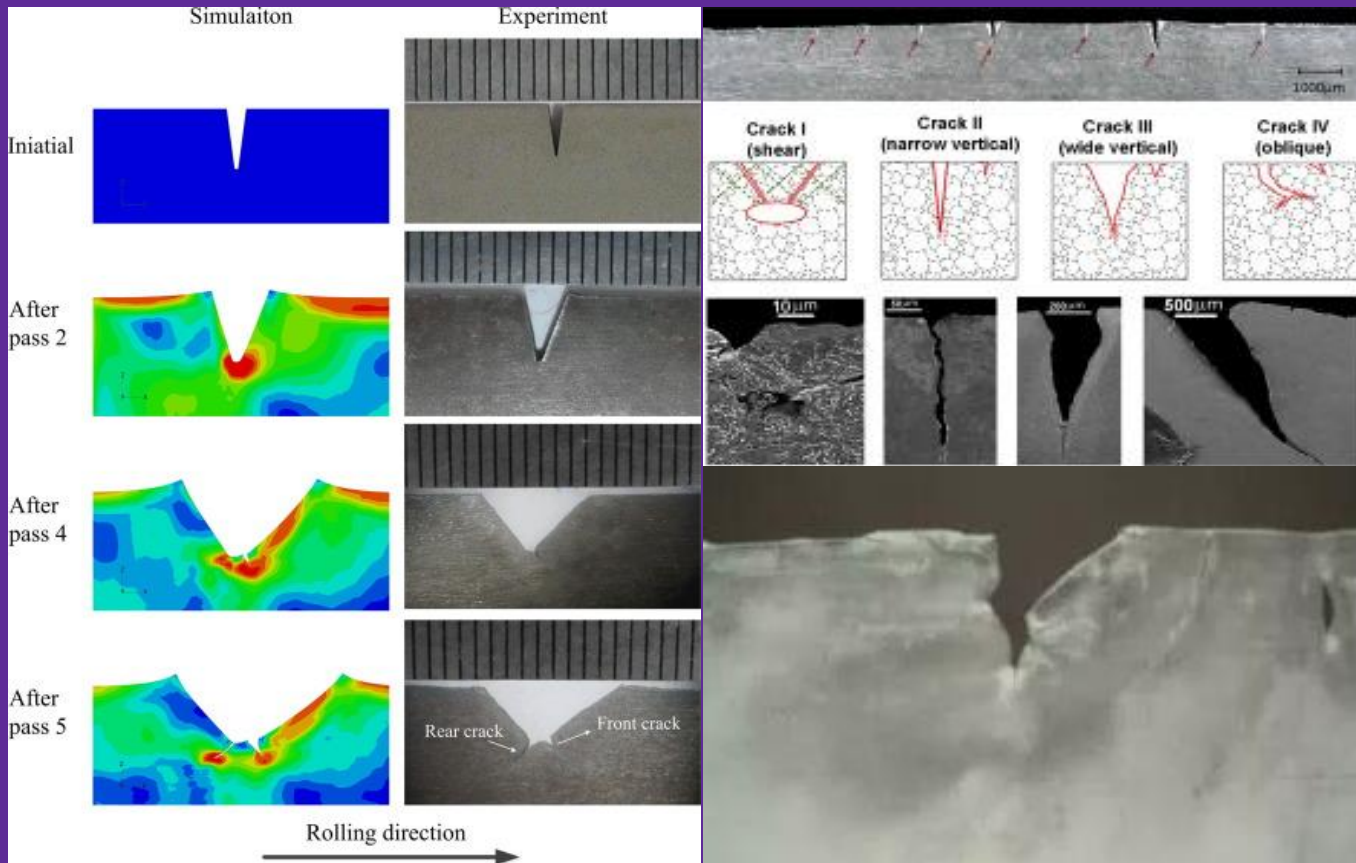 Simulaiton
Experiment
Iniatial
After
pass 2
After
pass 4
After
pass 5
Rear crack
Front crack
Rolling direction
1000μm
Crack I
(shear)
Crack II
(narrow vertical)
Crack III
(wide vertical)
Crack IV
(oblique)
10μm
200μm
500μm